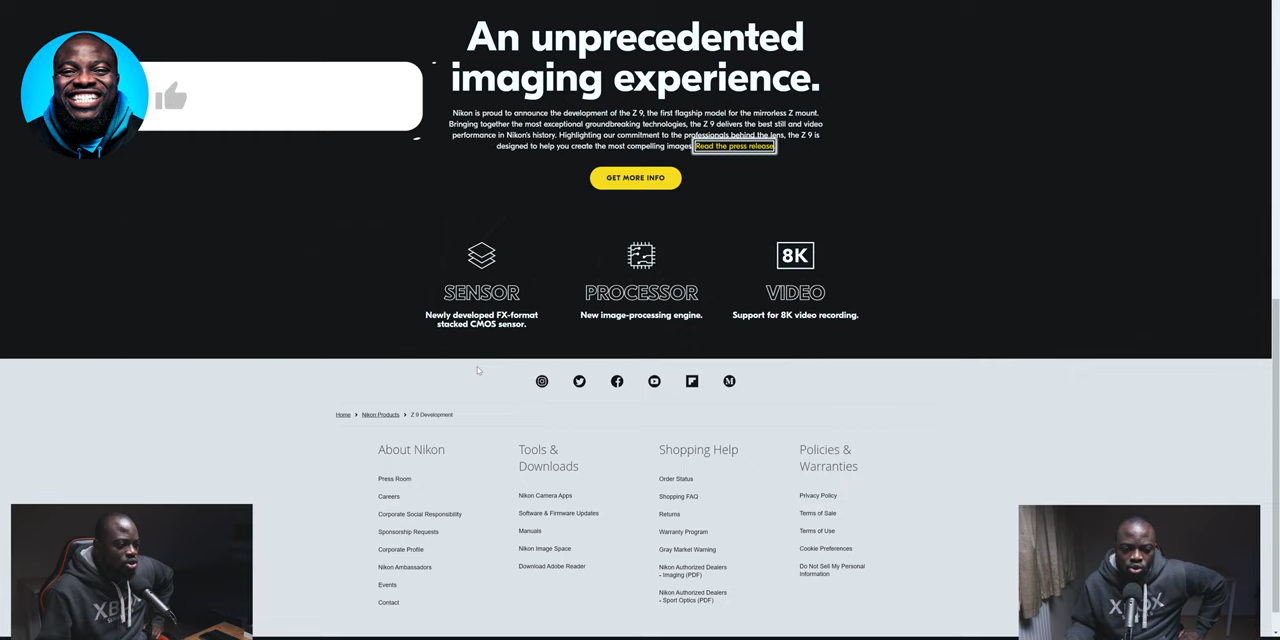 An unprecedented
imaging experience.
Nikon is proud to announce the development of the Z 9, the first flagship model for the mirrorless Z mount.
Bringing together the most exceptional groundbreaking technologies, the Z 9 delivers the best still and video
performance in Nikon's history. Highlighting our commitment to the professionals behind the lens, the Z 9 is
designed to help you create the most compelling images. Read the press release
GET MORE INFO
8K
SENSOR
Newly developed FX-format
stacked CMOS sensor.
PROCESSOR
New image-processing engine.
VIDEO
Support for 8K video recording.
Home > Nikon Products > Z 9 Development
About Nikon
Press Room
Careers
Corporate Social Responsibility
Sponsorship Requests
Corporate Profile
Nikon Ambassadors
Events
Contact
Tools &
Downloads
Nikon Camera Apps
Software & Firmware Updates
Manuals
Nikon Image Space
Download Adobe Reader
Shopping Help
Order Status
Shopping FAQ
Returns
Warranty Program
Gray Market Warning
Nikon Authorized Dealers
- Imaging (PDF)
Nikon Authorized Dealers
- Sport Optics (PDF)
Policies &
Warranties
Privacy Policy
Terms of Sale
Terms of Use
Cookie Preferences
Do Not Sell My Personal
Information